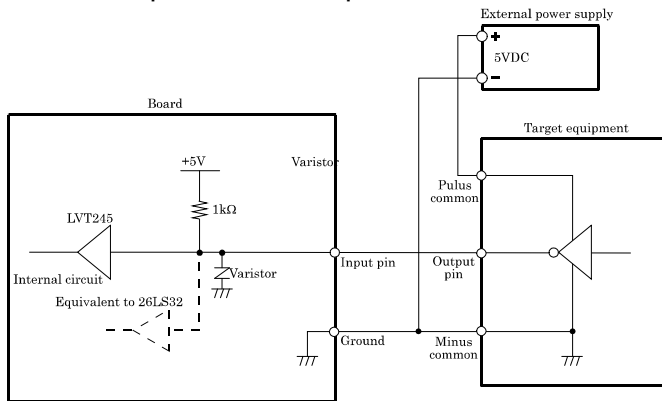 External power supply
+
5VDC
−
Board
Target equipment
+5V
Varistor
1kΩ
Pulus
common
LVT245
Input pin
Output
pin
Internal circuit
Varistor
Equivalent to 26LS32
Ground
Minus
common